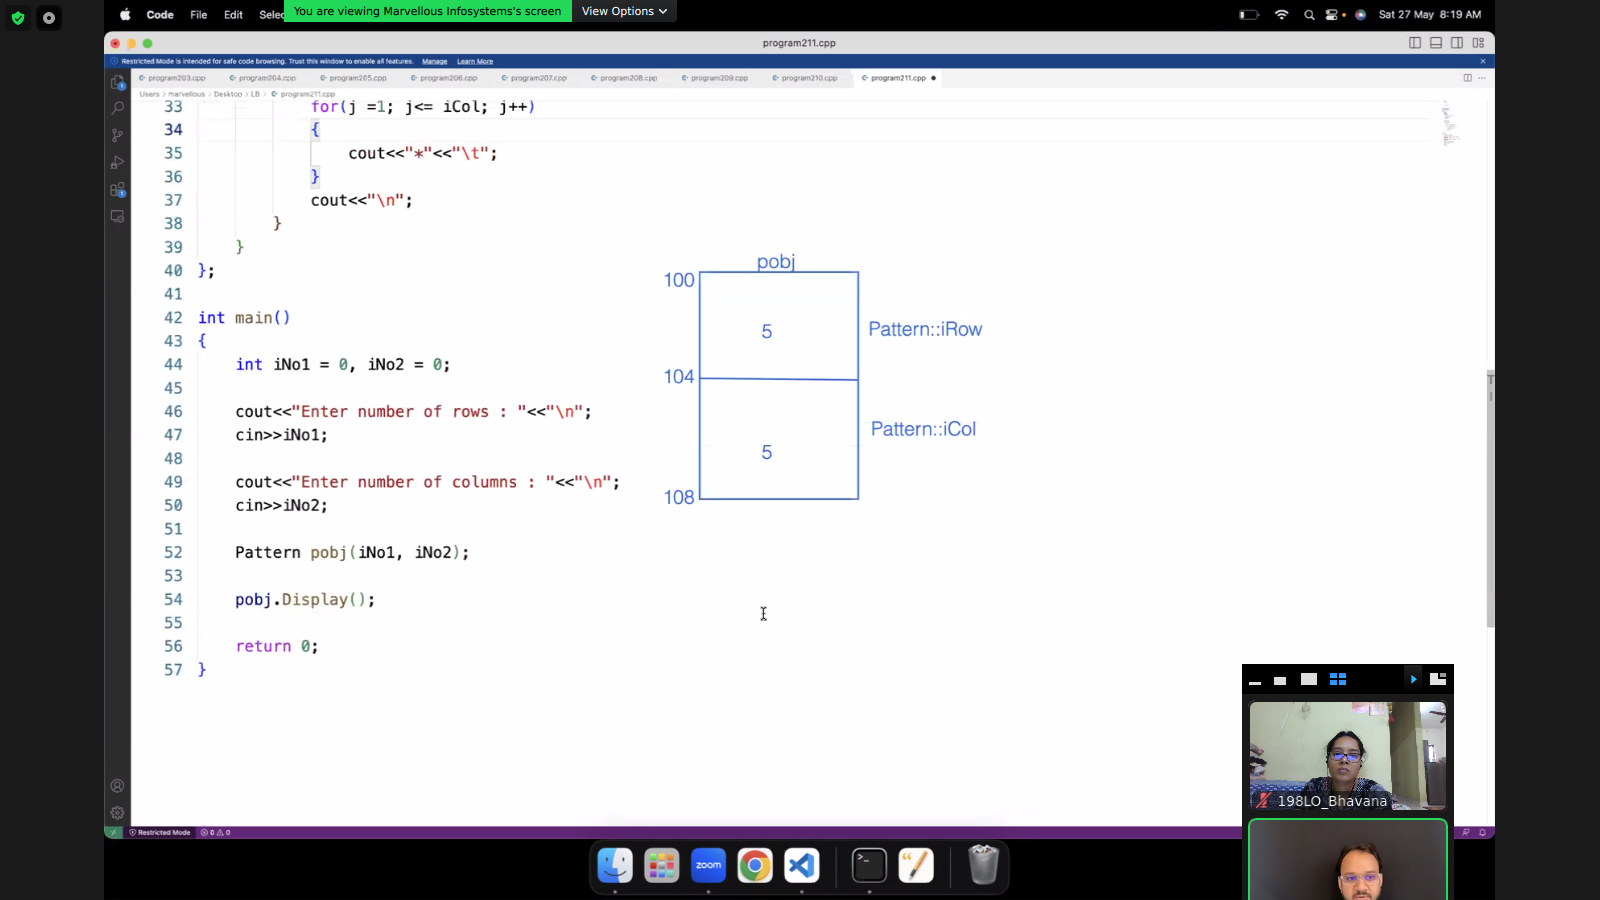 You are viewing Marvellous Infosystems's screen
View Options
Code File Edit Selec
Sat 27 May 8:19 AM
program211.cpp
Restricted Mode is intended for safe code browsing. Trust this window to enable all features. Manage Learn More
program203.cpp program204.cpp program205.cpp program206.cpp program207.cpp program208.cpp program209.cpp program210.cpp program211.cpp
Users > marvellous > Desktop > LB > program211.cpp
33 for(j =1; j<= iCol; j++)
34 {
35 cout<<"*"<<"\t";
36 }
37 cout<<"\n";
38 }
39 }
40 };
41
42 int main()
43 {
44 int iNo1 = 0, iNo2 = 0;
45
46 cout<<"Enter number of rows : "<<"\n";
47 cin>>iNo1;
48
49 cout<<"Enter number of columns : "<<"\n";
50 cin>>iNo2;
51
52 Pattern pobj(iNo1, iNo2);
53
54 pobj.Display();
55
56 return 0;
57 }
pobj
100
5 Pattern::iRow
104
Pattern::iCol
5
108
Restricted Mode 0 0
zoom
198LO_Bhavana